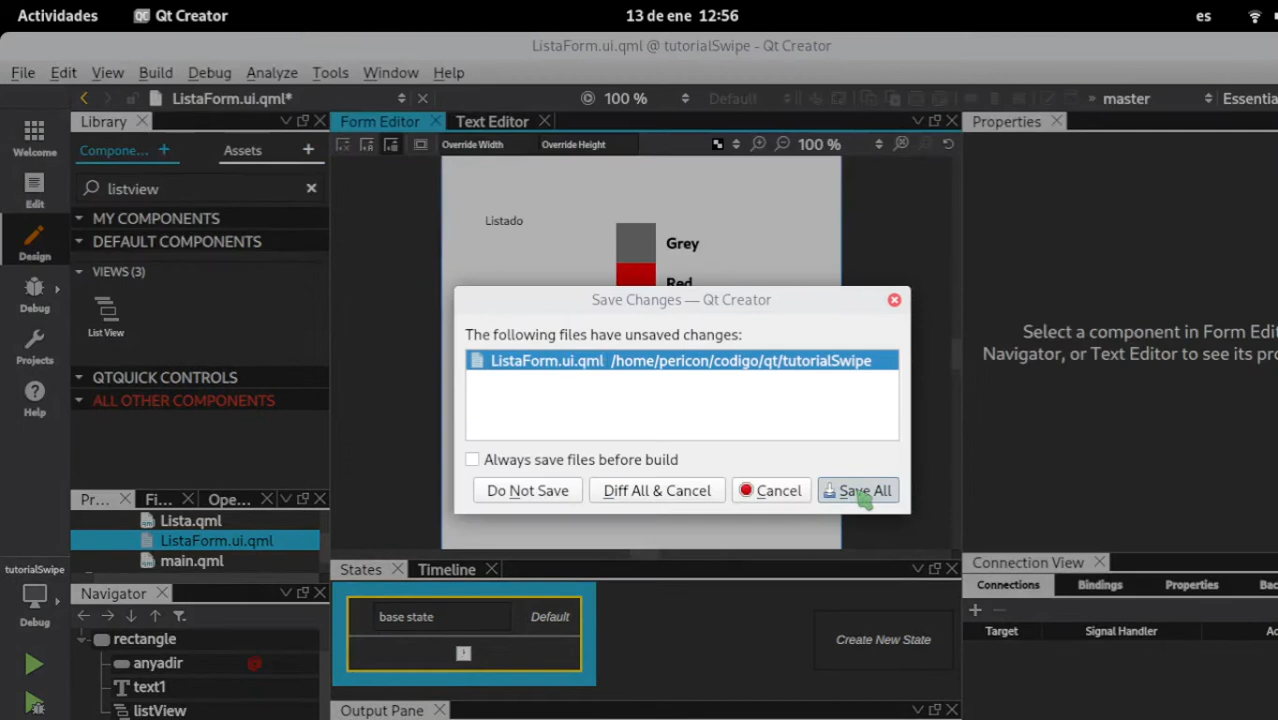 Actividades Qt Creator 13 de ene 12:56 es
ListaForm.ui.qml @ tutorialSwipe - Qt Creator
File Edit View Build Debug Analyze Tools Window Help
ListaForm.ui.qml* 100 % Default » master Essentia
Library Form Editor Text Editor Properties
Welcome
Compone... + Assets +
Override Width Override Height 100 %
listview
Edit
MY COMPONENTS
DEFAULT COMPONENTS
Design
VIEWS (3)
List View
Debug
Projects
QTQUICK CONTROLS
ALL OTHER COMPONENTS
Help
Listado
Grey
Red
Save Changes — Qt Creator
The following files have unsaved changes:
ListaForm.ui.qml /home/pericon/codigo/qt/tutorialSwipe
Always save files before build
Do Not Save Diff All & Cancel Cancel Save All
Select a component in Form Edi
Navigator, or Text Editor to see its pro
Pr... Fi... Ope...
Lista.qml
ListaForm.ui.qml
main.qml
tutorialSwipe
Debug
Navigator
rectangle
anyadir
text1
listView
States Timeline
base state Default
Create New State
Output Pane
Connection View
Connections Bindings Properties Bac
Target Signal Handler Ac